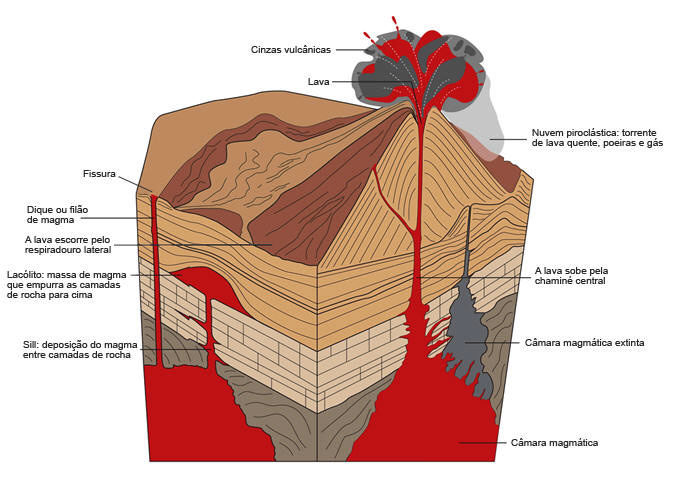 Cinzas vulcânicas
Lava
Nuvem piroclástica: torrente
de lava quente, poeiras e gás
Fissura
Dique ou filão
de magma
A lava escorre pelo
respiradouro lateral
Lacólito: massa de magma
que empurra as camadas
de rocha para cima
A lava sobe pela
chaminé central
Sill: deposição do magma
entre camadas de rocha
Câmara magmática extinta
Câmara magmática